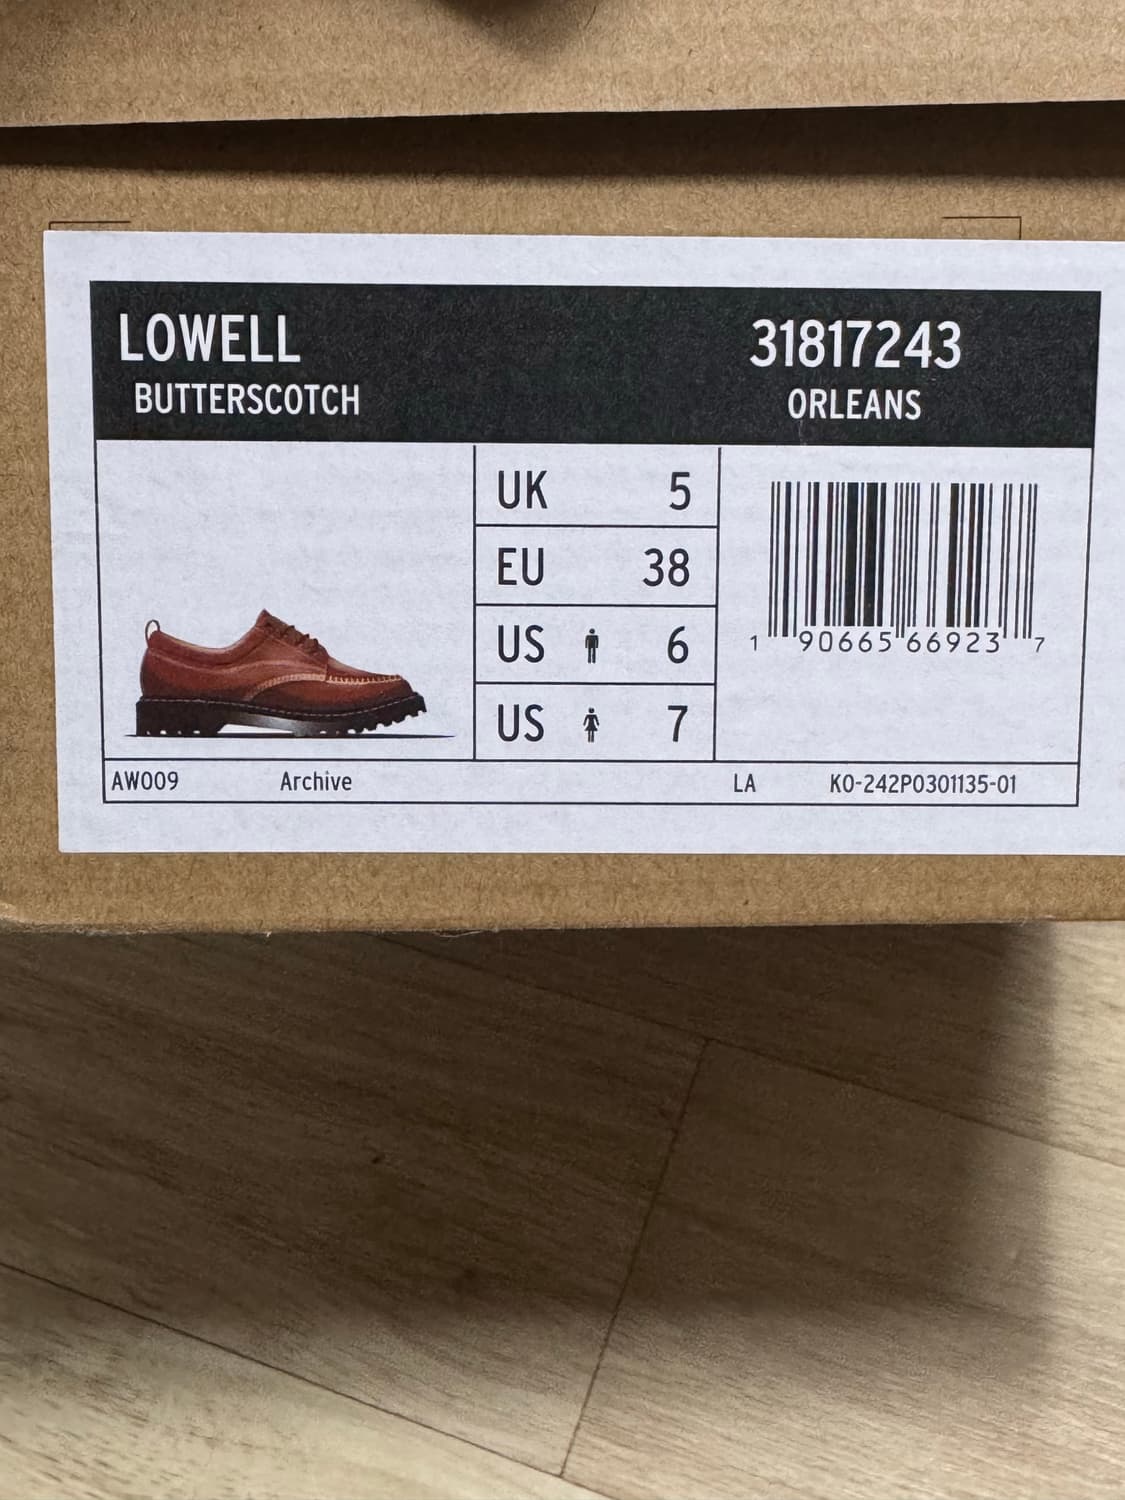 LOWELL 31817243
BUTTERSCOTCH ORLEANS
UK 5
EU 38
US 6
US 7
1 90665 66923 7
AW009 Archive LA KO-242P0301135-01